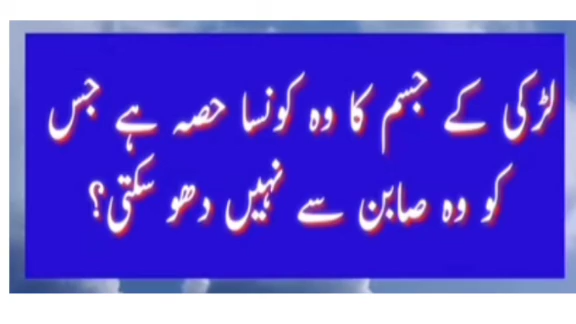 لڑکی کے جسم کا وہ کونسا حصہ ہے جس
کو وہ صابن سے نہیں دھو سکتی؟